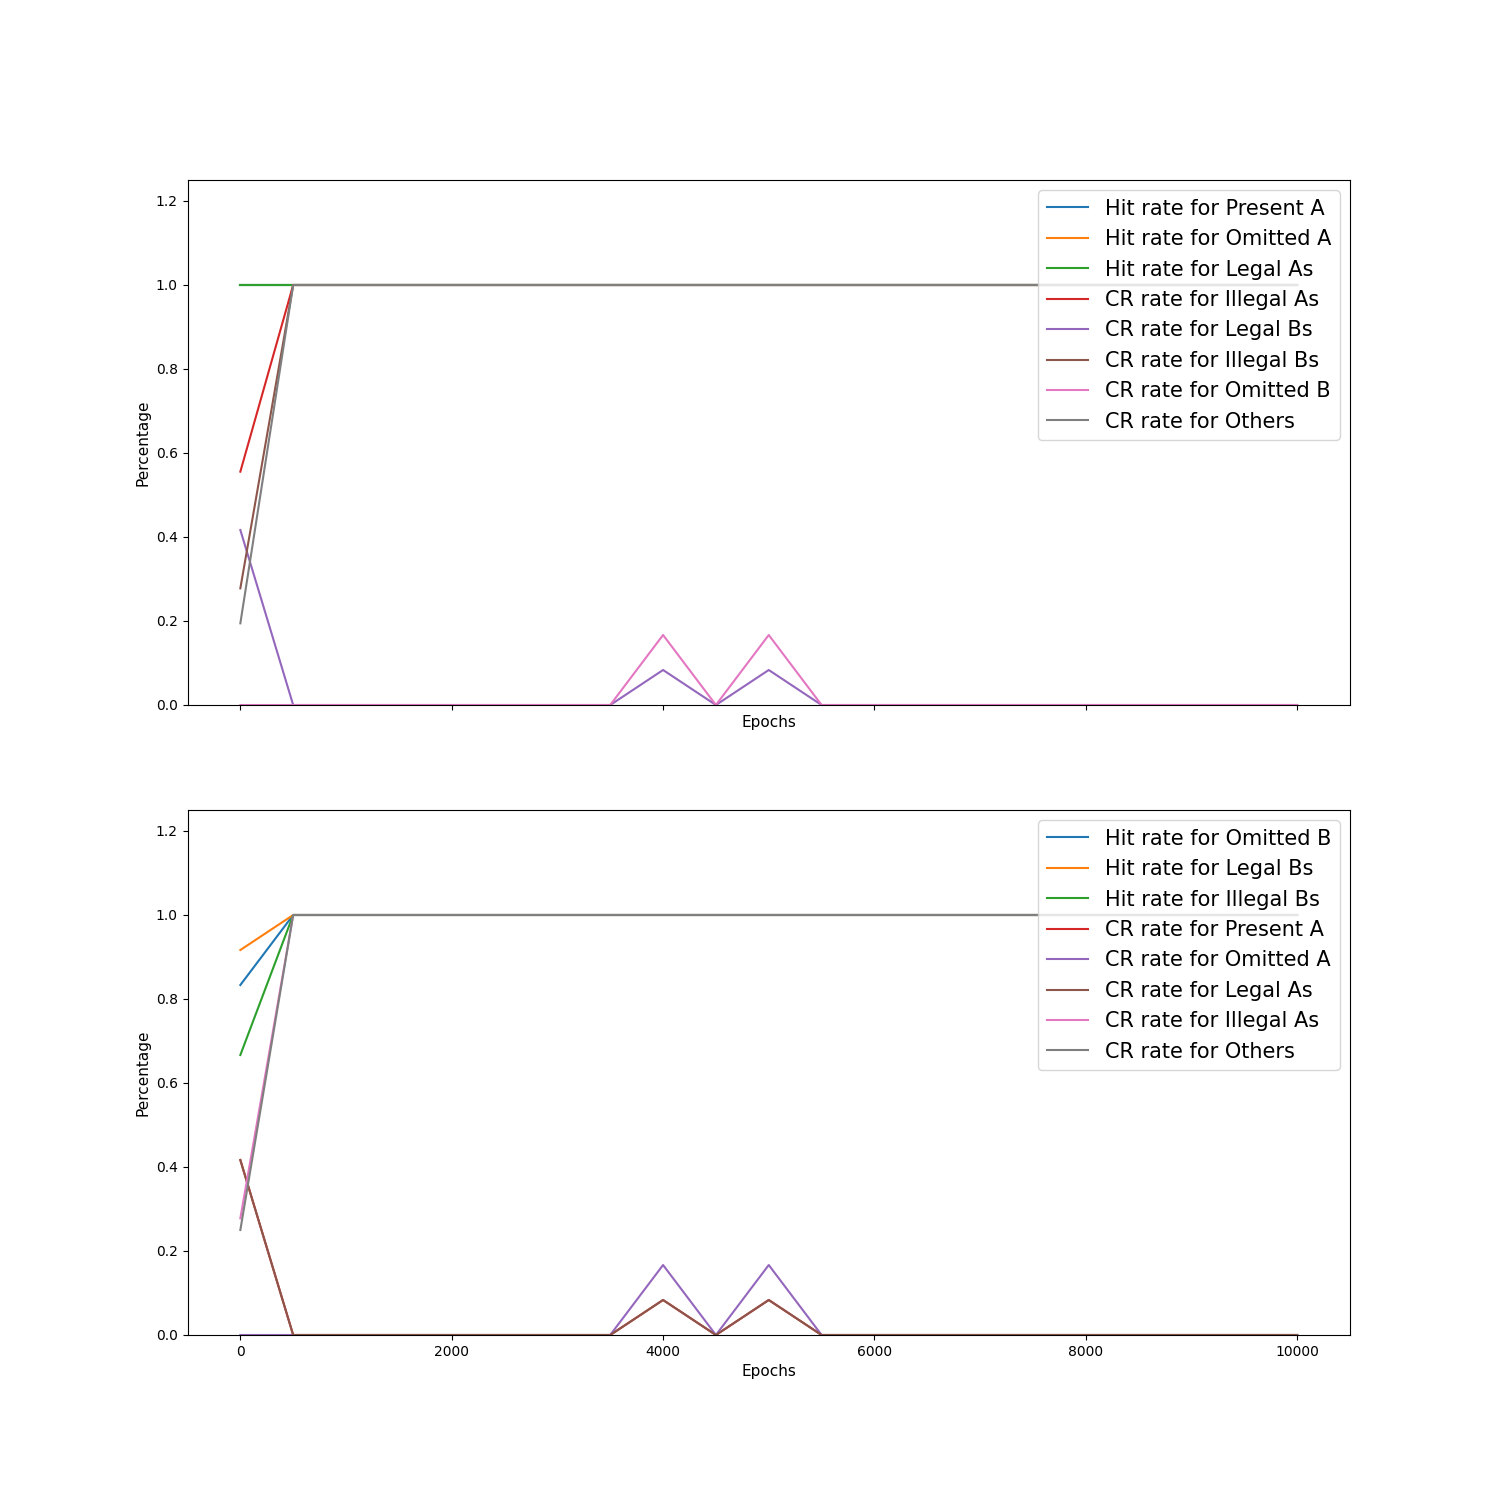 1.2
1.0
0.8
0.6
0.4
0.2
0.0
Percentage
Epochs
Hit rate for Present A
Hit rate for Omitted A
Hit rate for Legal As
CR rate for Illegal As
CR rate for Legal Bs
CR rate for Illegal Bs
CR rate for Omitted B
CR rate for Others
1.2
1.0
0.8
0.6
0.4
0.2
0.0
Percentage
0 2000 4000 6000 8000 10000
Epochs
Hit rate for Omitted B
Hit rate for Legal Bs
Hit rate for Illegal Bs
CR rate for Present A
CR rate for Omitted A
CR rate for Legal As
CR rate for Illegal As
CR rate for Others